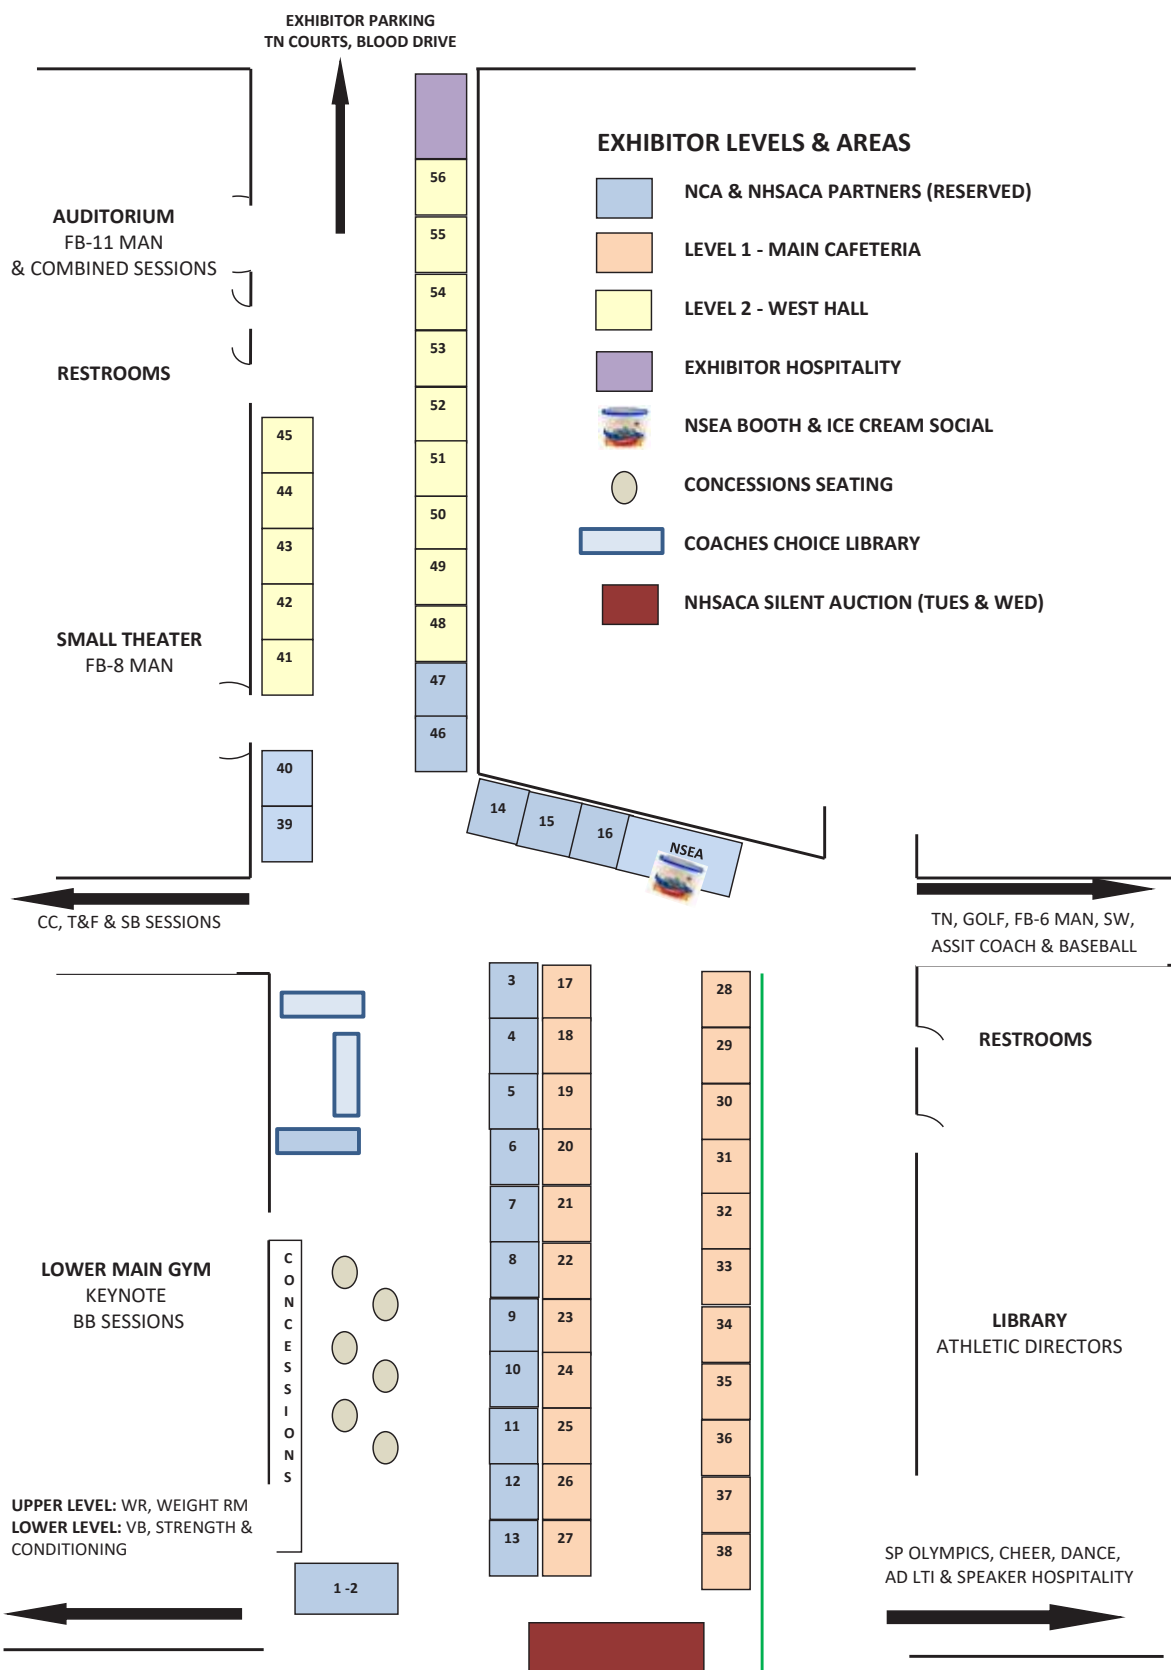 EXHIBITOR PARKING
TN COURTS, BLOOD DRIVE
EXHIBITOR LEVELS & AREAS
NCA & NHSACA PARTNERS (RESERVED)
LEVEL 1 - MAIN CAFETERIA
LEVEL 2 - WEST HALL
EXHIBITOR HOSPITALITY
NSEA BOOTH & ICE CREAM SOCIAL
CONCESSIONS SEATING
COACHES CHOICE LIBRARY
NHSACA SILENT AUCTION (TUES & WED)
AUDITORIUM
FB-11 MAN
& COMBINED SESSIONS
RESTROOMS
SMALL THEATER
FB-8 MAN
56
55
54
53
52
51
50
49
48
47
46
45
44
43
42
41
40
39
14
15
16
NSEA
CC, T&F & SB SESSIONS
TN, GOLF, FB-6 MAN, SW,
ASSIT COACH & BASEBALL
RESTROOMS
3
4
5
6
7
8
9
10
11
12
13
17
18
19
20
21
22
23
24
25
26
27
28
29
30
31
32
33
34
35
36
37
38
LOWER MAIN GYM
KEYNOTE
BB SESSIONS
CONCESSIONS
LIBRARY
ATHLETIC DIRECTORS
UPPER LEVEL: WR, WEIGHT RM
LOWER LEVEL: VB, STRENGTH &
CONDITIONING
1 -2
SP OLYMPICS, CHEER, DANCE,
AD LTI & SPEAKER HOSPITALITY